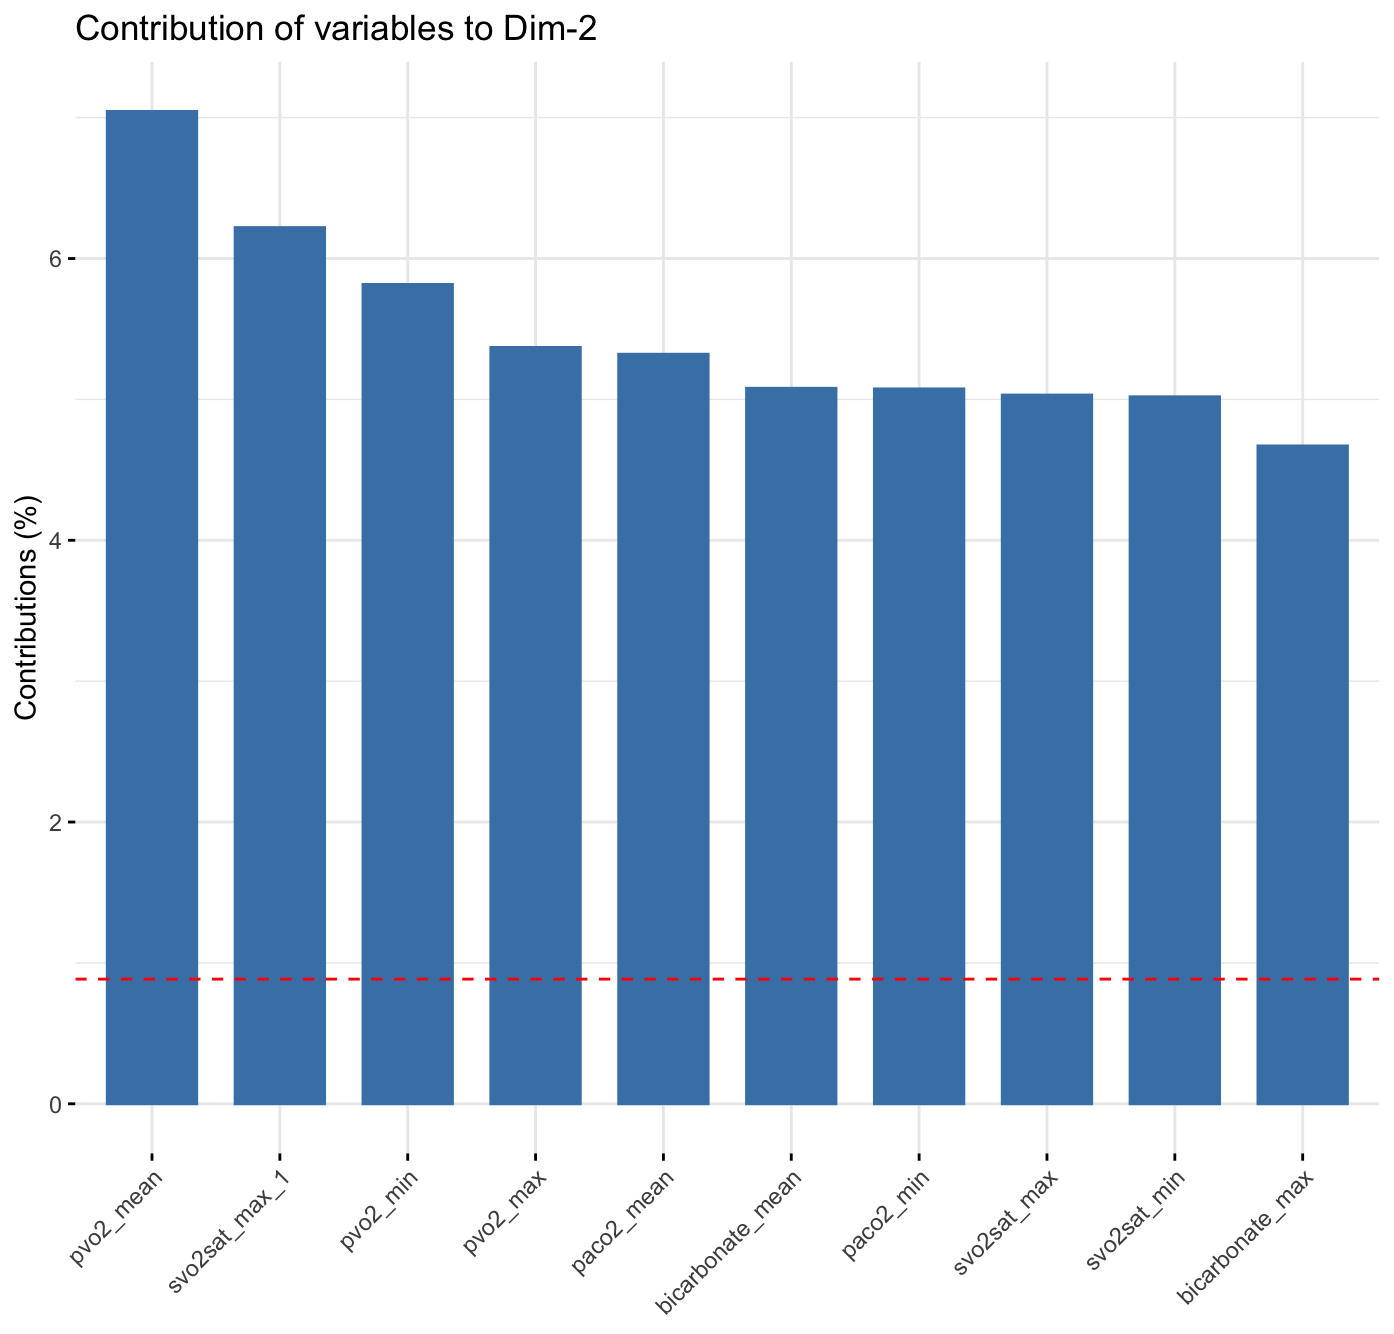 Contribution of variables to Dim-2
Contributions (%)
6
4
2
0
pvo2_mean
svo2sat_max_1
pvo2_min
pvo2_max
paco2_mean
bicarbonate_mean
paco2_min
svo2sat_max
svo2sat_min
bicarbonate_max